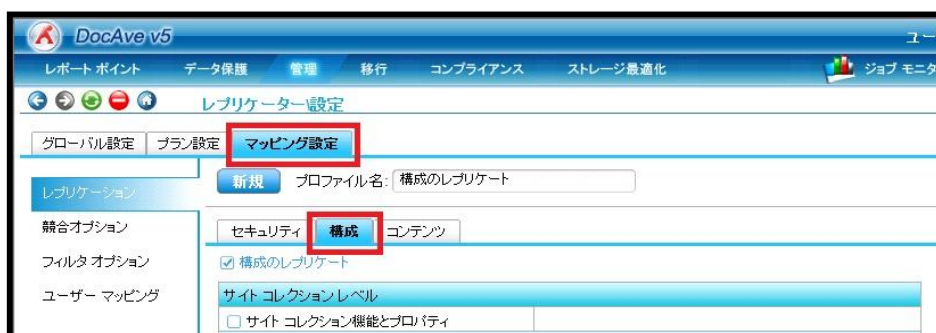 DocAve v5
ユー
レポート ポイント データ保護 管理 移行 コンプライアンス ストレージ最適化 ジョブ モニタ
レプリケーター\設定
グローバル設定 プラン設定 マッピング設定
新規 プロファイル名: 構成のレプリケート
レプリケーション
セキュリティ 構成 コンテンツ
競合オプション
構成のレプリケート
フィルタ オプション
ユーザー マッピング
サイト コレクション レベル
サイト コレクション機能とプロパティ